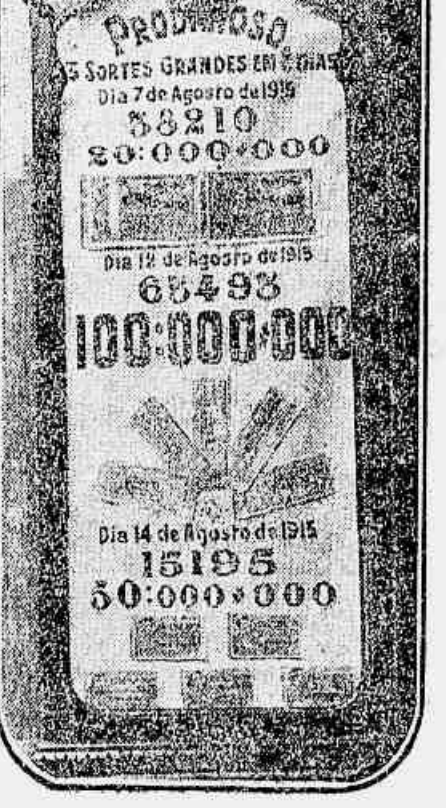 PRODIGIOSO
3 SORTES GRANDES EM 8 DIAS
Dia 7 de Agosto de 1915
38210
20:000$000
Dia 12 de Agosto de 1915
65493
100:000$000
Dia 14 de Agosto de 1915
15195
50:000$000